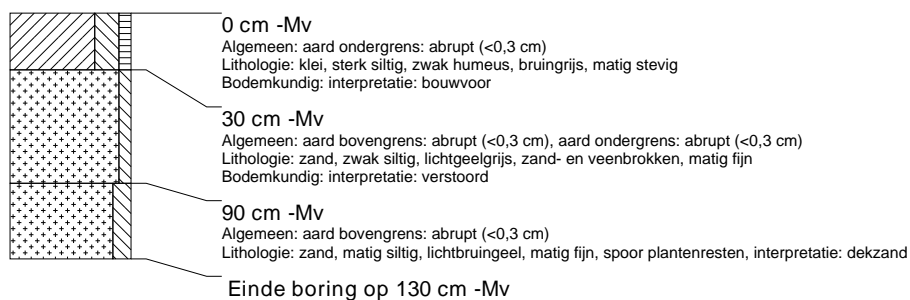 0 cm -Mv
Algemeen: aard ondergrens: abrupt (<0,3 cm)
Lithologie: klei, sterk siltig, zwak humeus, bruingrijs, matig stevig
Bodemkundig: interpretatie: bouwvoor
30 cm -Mv
Algemeen: aard bovengrens: abrupt (<0,3 cm), aard ondergrens: abrupt (<0,3 cm)
Lithologie: zand, zwak siltig, lichtgeelgrijs, zand- en veenbrokken, matig fijn
Bodemkundig: interpretatie: verstoord
90 cm -Mv
Algemeen: aard bovengrens: abrupt (<0,3 cm)
Lithologie: zand, matig siltig, lichtbruingeel, matig fijn, spoor plantenresten, interpretatie: dekzand
Einde boring op 130 cm -Mv